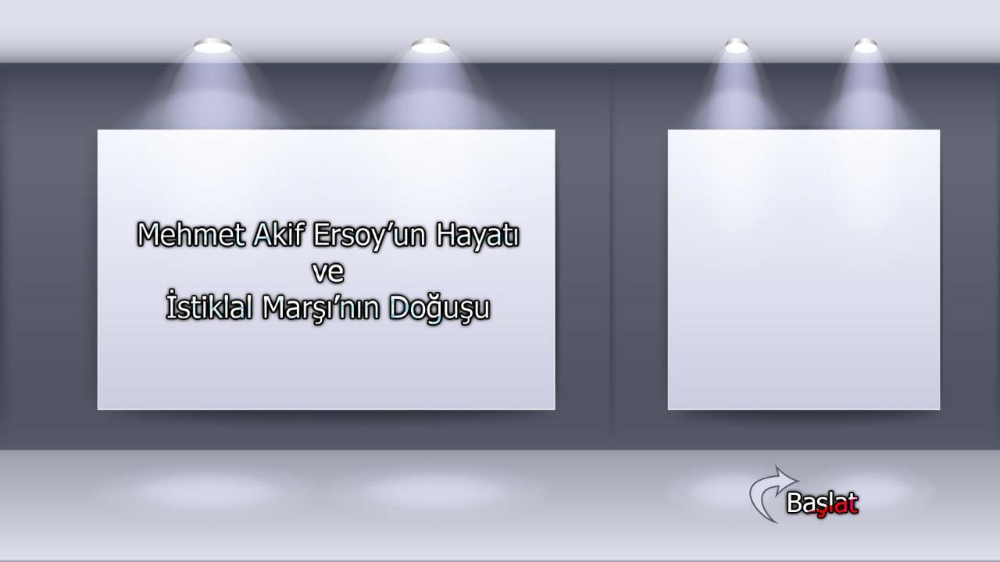 Mehmet Akif Ersoy’un Hayatı
ve
İstiklal Marşı’nın Doğuşu
Başlat